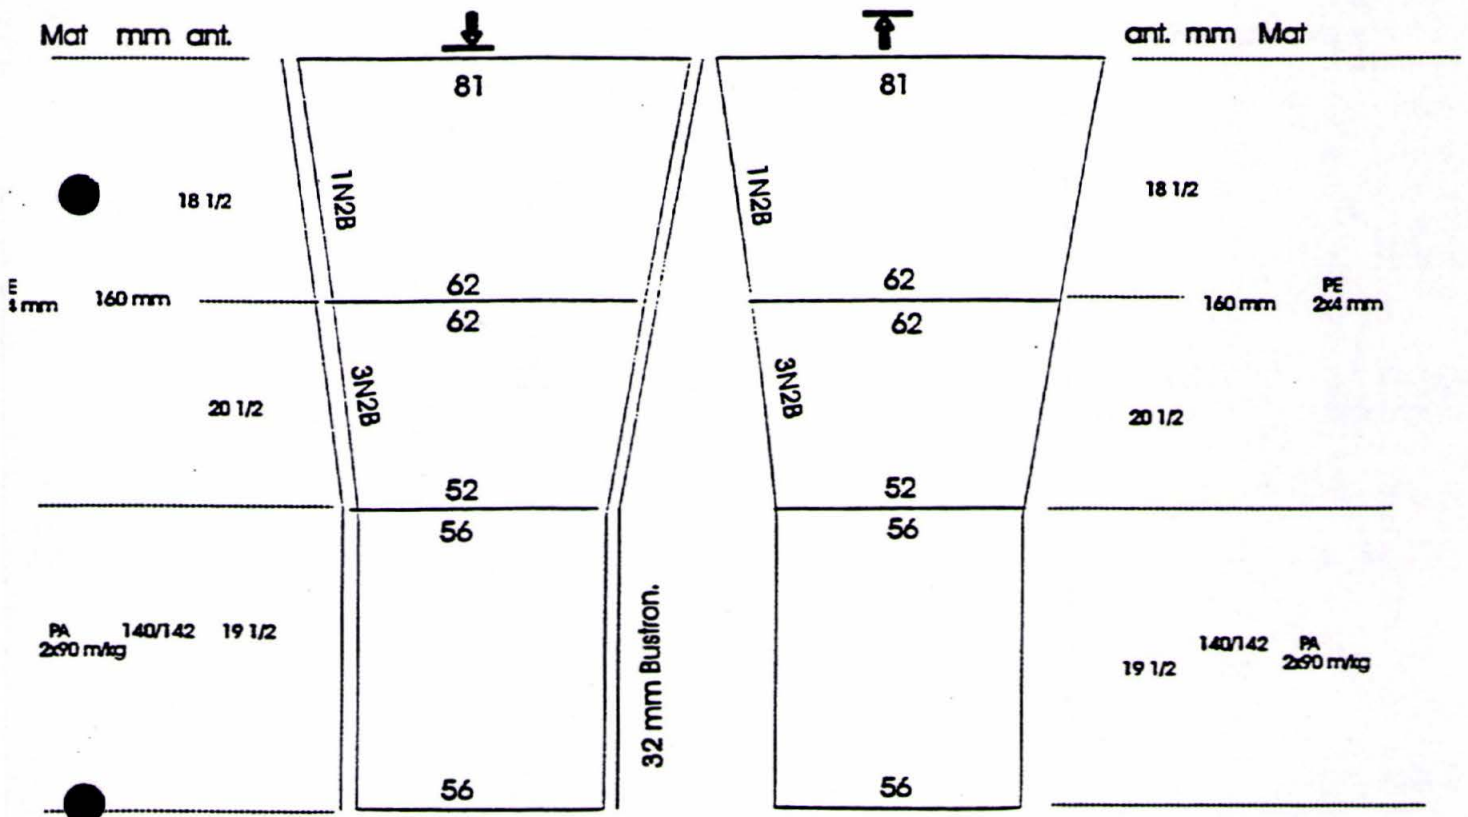 Mat mm ant.
ant. mm Mat
81
81
18 1/2
1N2B
1N2B
18 1/2
62
62
mm
160 mm
160 mm
PE
2x4 mm
62
62
3N2B
3N2B
20 1/2
20 1/2
52
52
56
56
PA
2x90 m/kg
140/142
19 1/2
32 mm Bustron.
19 1/2
140/142
PA
2x90 m/kg
56
56